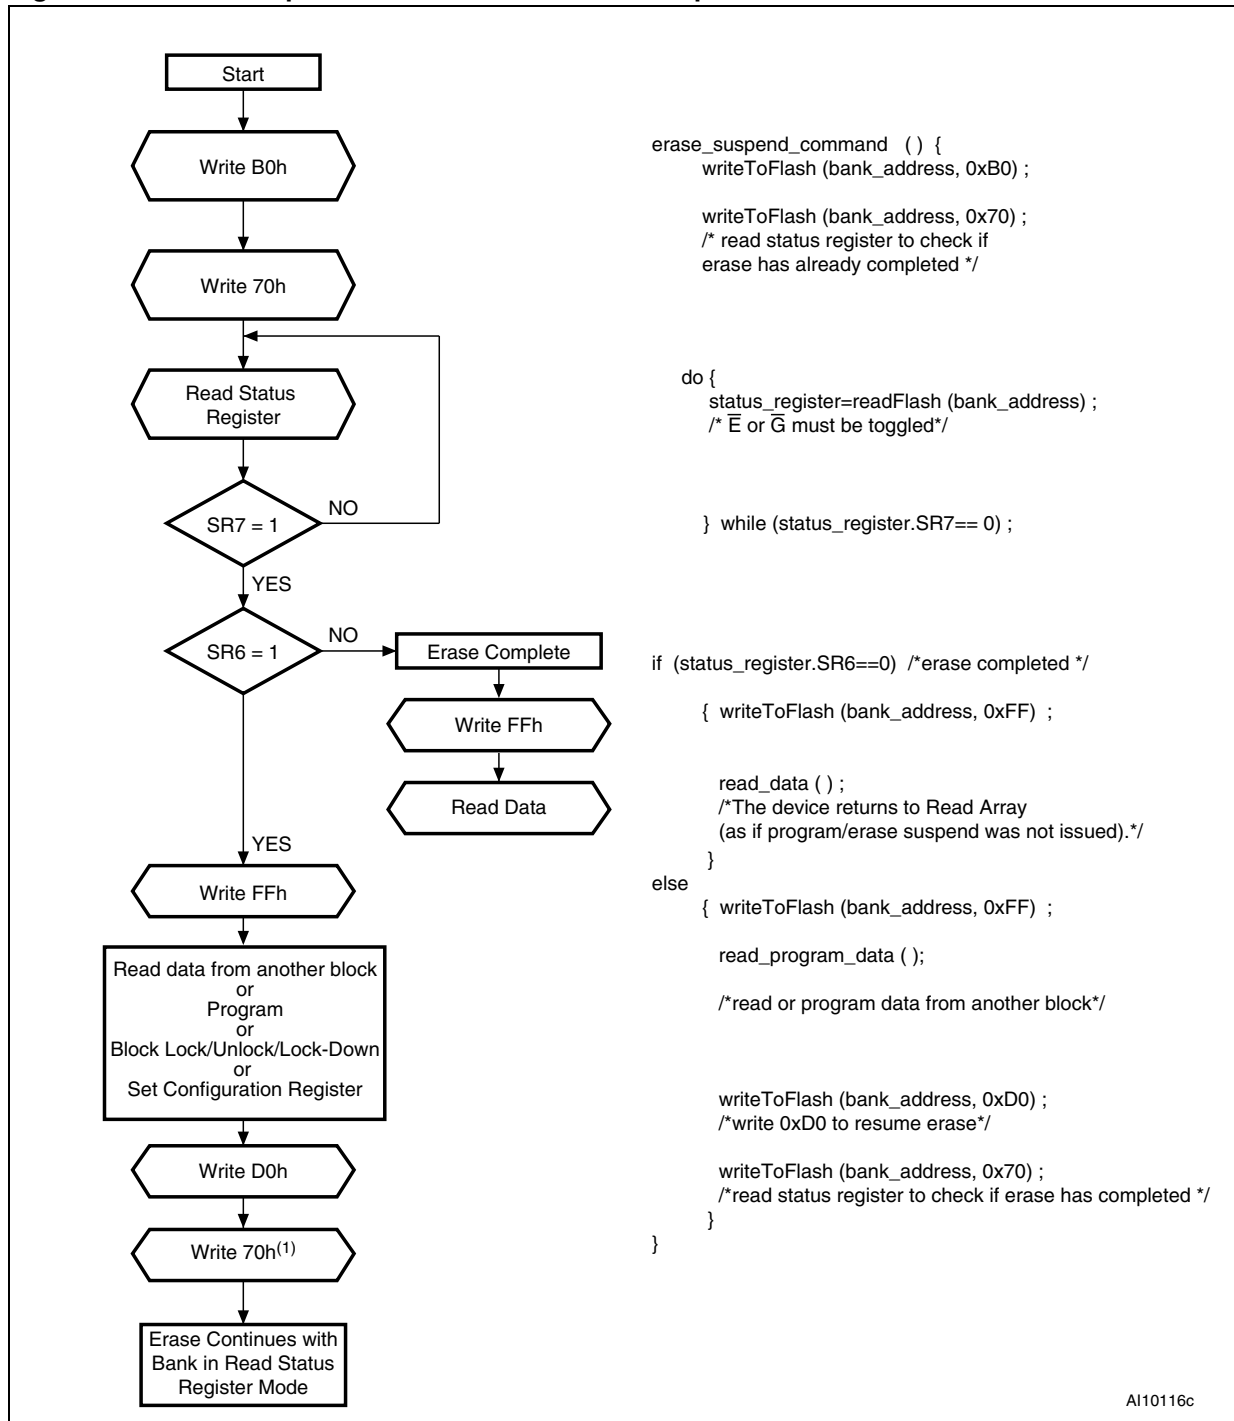 Start
Write B0h
Write 70h
Read Status
Register
SR7 = 1
NO
YES
SR6 = 1
NO
Erase Complete
Write FFh
Read Data
YES
Write FFh
Read data from another block
or
Program
or
Block Lock/Unlock/Lock-Down
or
Set Configuration Register
Write D0h
Write 70h(1)
Erase Continues with
Bank in Read Status
Register Mode
erase_suspend_command ( ) {
writeToFlash (bank_address, 0xB0) ;
writeToFlash (bank_address, 0x70) ;
/* read status register to check if
erase has already completed */
do {
status_register=readFlash (bank_address) ;
/* E̅ or G̅ must be toggled*/
} while (status_register.SR7== 0) ;
if (status_register.SR6==0) /*erase completed */
{ writeToFlash (bank_address, 0xFF) ;
read_data ( ) ;
/*The device returns to Read Array
(as if program/erase suspend was not issued).*/
}
else
{ writeToFlash (bank_address, 0xFF) ;
read_program_data ( );
/*read or program data from another block*/
writeToFlash (bank_address, 0xD0) ;
/*write 0xD0 to resume erase*/
writeToFlash (bank_address, 0x70) ;
/*read status register to check if erase has completed */
}
}
AI10116c